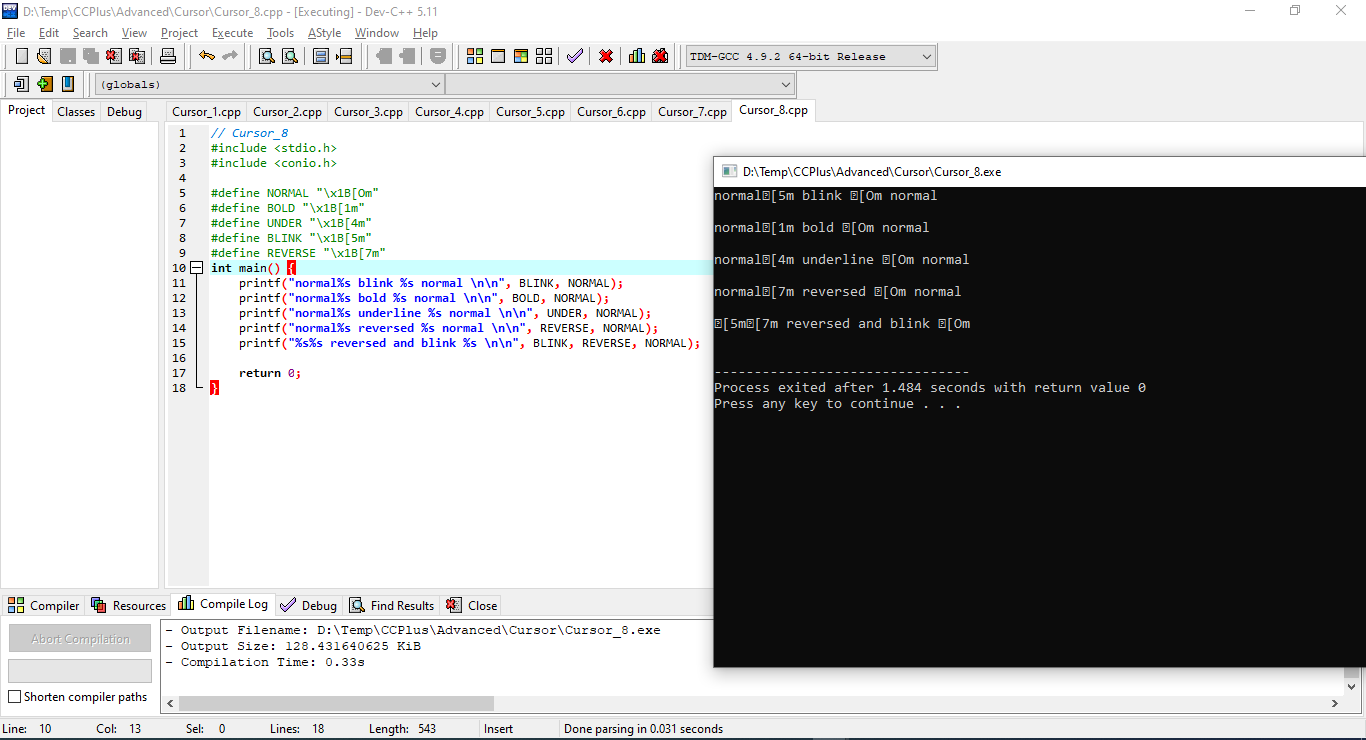 D:\Temp\CCPlus\Advanced\Cursor\Cursor_8.cpp - [Executing] - Dev-C++ 5.11
File Edit Search View Project Execute Tools AStyle Window Help
TDM-GCC 4.9.2 64-bit Release
(globals)
Project Classes Debug
Cursor_1.cpp Cursor_2.cpp Cursor_3.cpp Cursor_4.cpp Cursor_5.cpp Cursor_6.cpp Cursor_7.cpp Cursor_8.cpp
1 // Cursor_8
2 #include <stdio.h>
3 #include <conio.h>
4
5 #define NORMAL "\x1B[Om"
6 #define BOLD "\x1B[1m"
7 #define UNDER "\x1B[4m"
8 #define BLINK "\x1B[5m"
9 #define REVERSE "\x1B[7m"
10 int main() {
11 printf("normal%s blink %s normal \n\n", BLINK, NORMAL);
12 printf("normal%s bold %s normal \n\n", BOLD, NORMAL);
13 printf("normal%s underline %s normal \n\n", UNDER, NORMAL);
14 printf("normal%s reversed %s normal \n\n", REVERSE, NORMAL);
15 printf("%s%s reversed and blink %s \n\n", BLINK, REVERSE, NORMAL);
16
17 return 0;
18 }
D:\Temp\CCPlus\Advanced\Cursor\Cursor_8.exe
normal⍰[5m blink ⍰[Om normal
normal⍰[1m bold ⍰[Om normal
normal⍰[4m underline ⍰[Om normal
normal⍰[7m reversed ⍰[Om normal
⍰[5m⍰[7m reversed and blink ⍰[Om
--------------------------------
Process exited after 1.484 seconds with return value 0
Press any key to continue . . .
Compiler Resources Compile Log Debug Find Results Close
Abort Compilation
Shorten compiler paths
- Output Filename: D:\Temp\CCPlus\Advanced\Cursor\Cursor_8.exe
- Output Size: 128.431640625 KiB
- Compilation Time: 0.33s
Line: 10 Col: 13 Sel: 0 Lines: 18 Length: 543 Insert Done parsing in 0.031 seconds